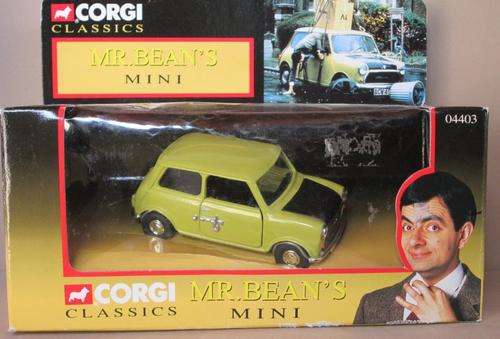 CORGI
CLASSICS
MR.BEAN'S
MINI
04403
CORGI
CLASSICS
MR.BEAN'S
MINI